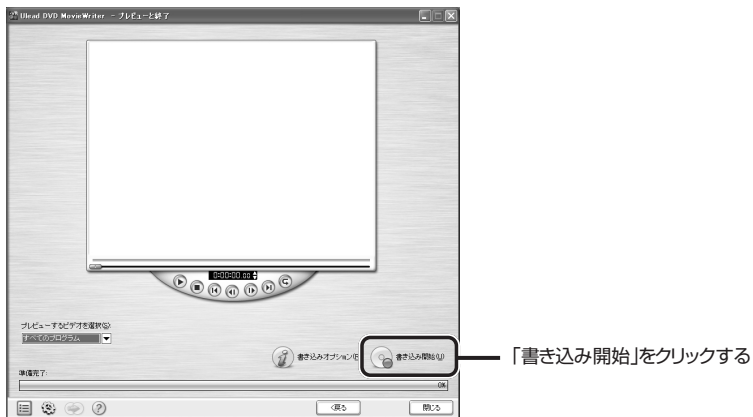 Ulead DVD MovieWriter - プレビューと終了
0:00:00.00
プレビューするビデオを選択(S):
すべてのプログラム
書き込みオプション(E
書き込み開始(U)
「書き込み開始」をクリックする
準備完了:
0%
<戻る
閉じる